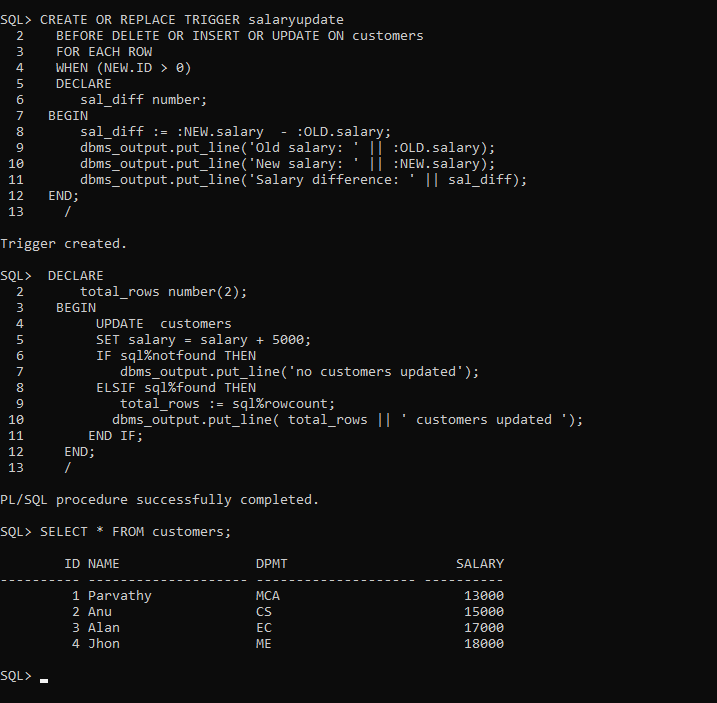 SQL> CREATE OR REPLACE TRIGGER salaryupdate
  2    BEFORE DELETE OR INSERT OR UPDATE ON customers
  3    FOR EACH ROW
  4    WHEN (NEW.ID > 0)
  5    DECLARE
  6       sal_diff number;
  7   BEGIN
  8       sal_diff := :NEW.salary  - :OLD.salary;
  9       dbms_output.put_line('Old salary: ' || :OLD.salary);
 10       dbms_output.put_line('New salary: ' || :NEW.salary);
 11       dbms_output.put_line('Salary difference: ' || sal_diff);
 12   END;
 13     /
Trigger created.
SQL>  DECLARE
  2       total_rows number(2);
  3    BEGIN
  4         UPDATE  customers
  5         SET salary = salary + 5000;
  6         IF sql%notfound THEN
  7            dbms_output.put_line('no customers updated');
  8         ELSIF sql%found THEN
  9            total_rows := sql%rowcount;
 10           dbms_output.put_line( total_rows || ' customers updated ');
 11        END IF;
 12     END;
 13     /
PL/SQL procedure successfully completed.
SQL> SELECT * FROM customers;
        ID NAME                 DPMT                     SALARY
---------- -------------------- -------------------- ----------
         1 Parvathy             MCA                       13000
         2 Anu                  CS                        15000
         3 Alan                 EC                        17000
         4 Jhon                 ME                        18000
SQL>